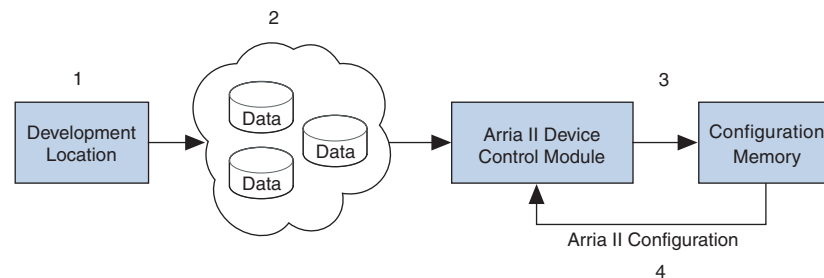 1
2
3
Development
Location
Data
Data
Data
Arria II Device
Control Module
Configuration
Memory
Arria II Configuration
4